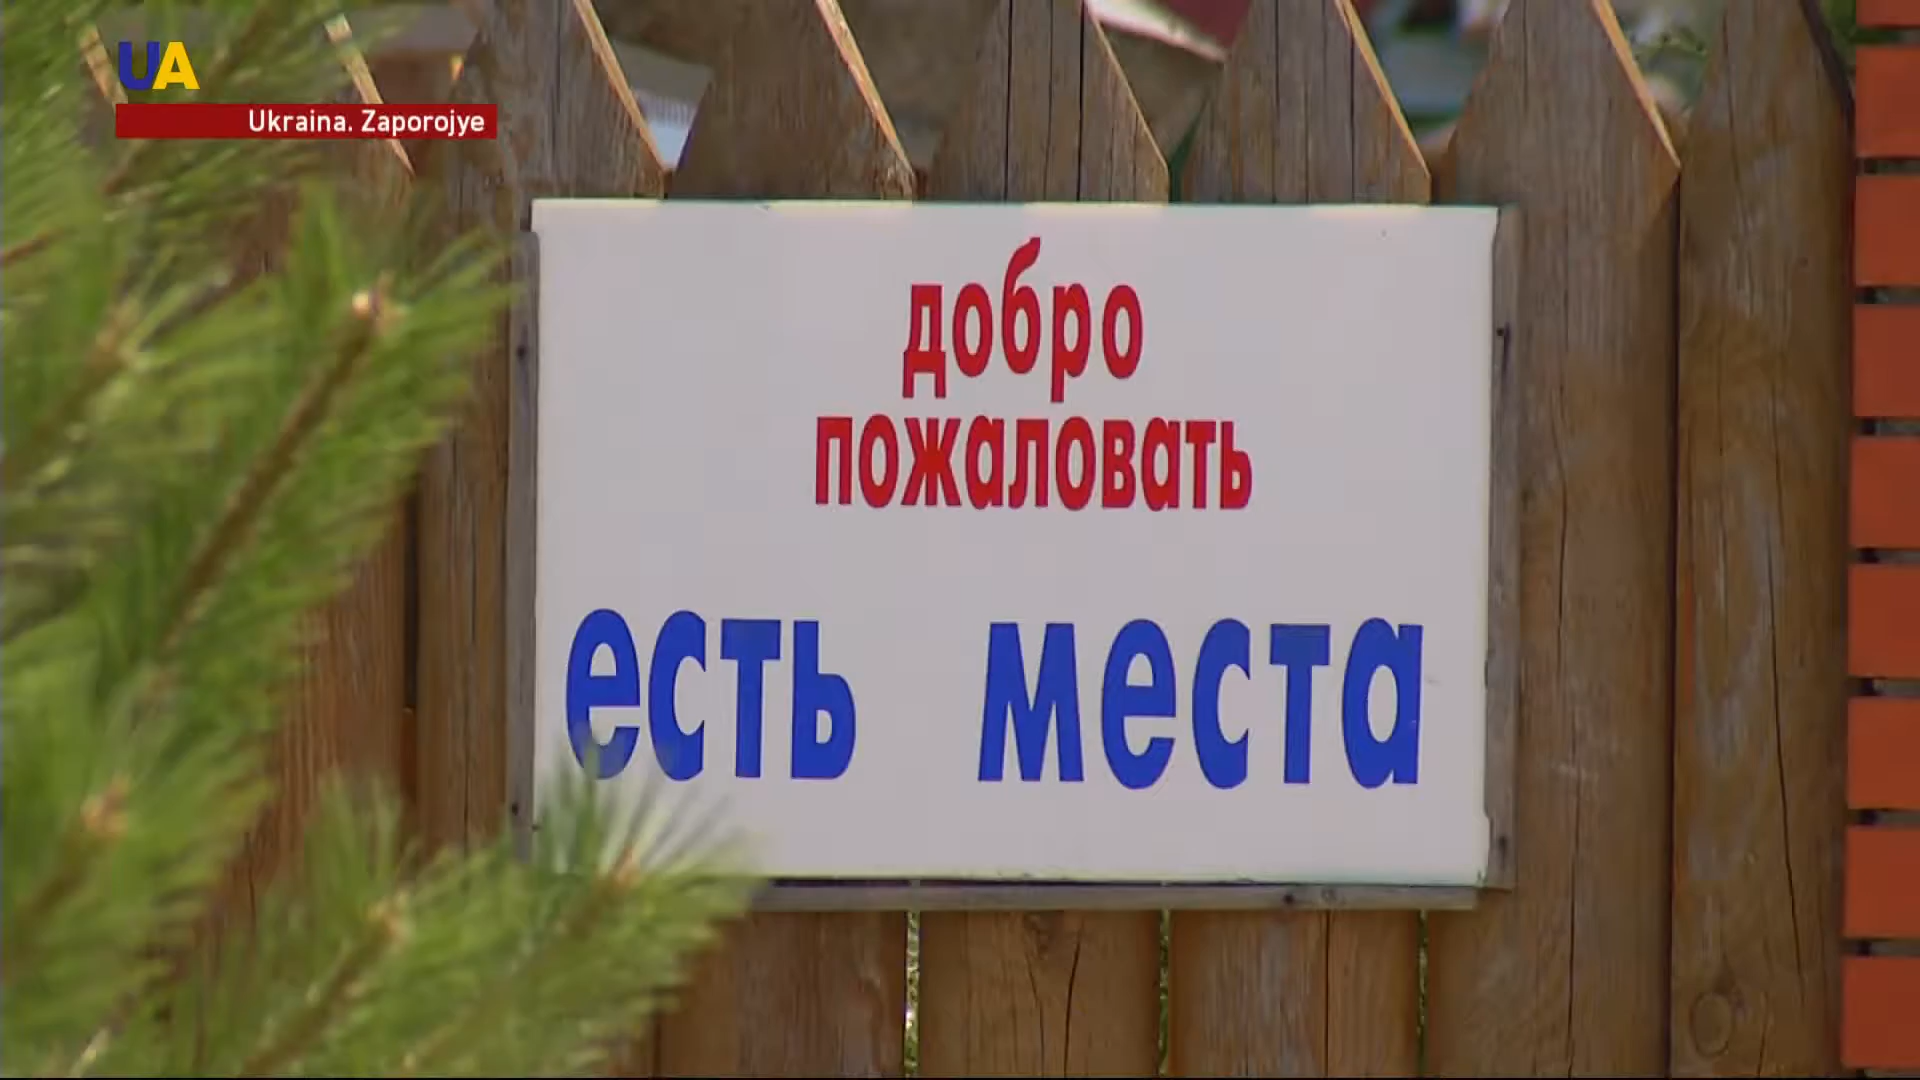 UA
Ukraina. Zaporojye
добро
пожаловать
есть места